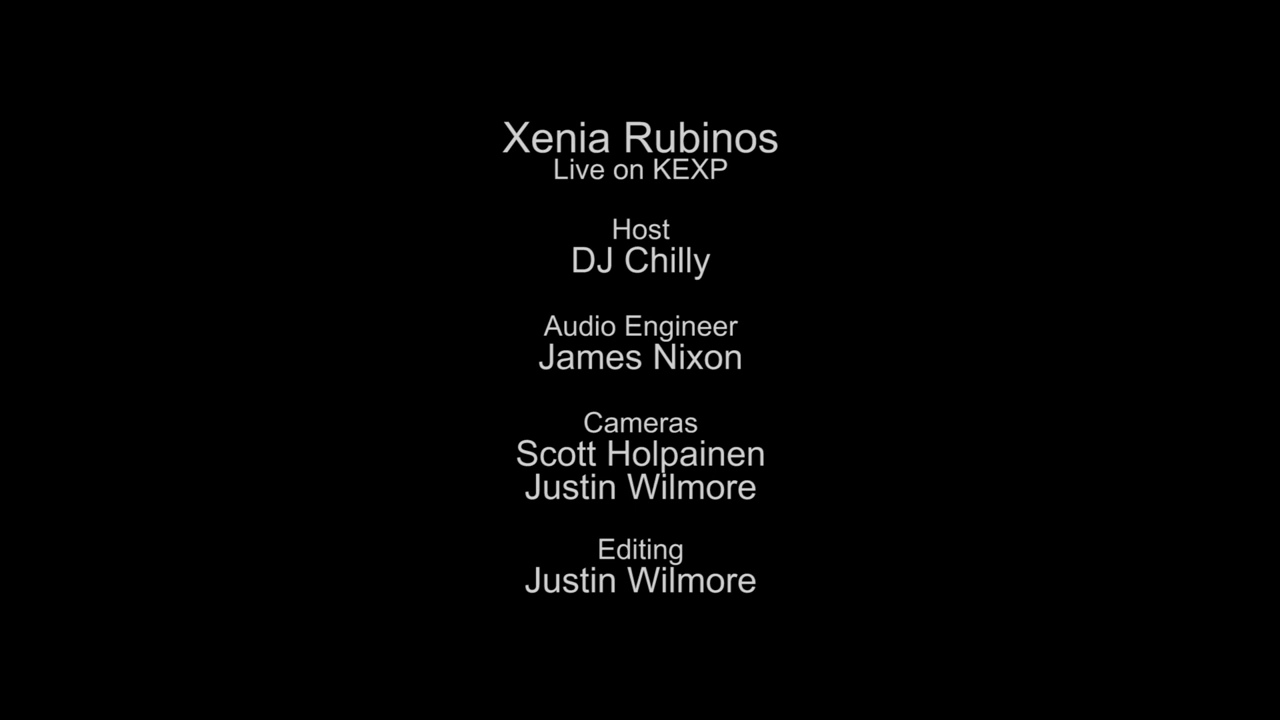 Xenia Rubinos
Live on KEXP
Host
DJ Chilly
Audio Engineer
James Nixon
Cameras
Scott Holpainen
Justin Wilmore
Editing
Justin Wilmore